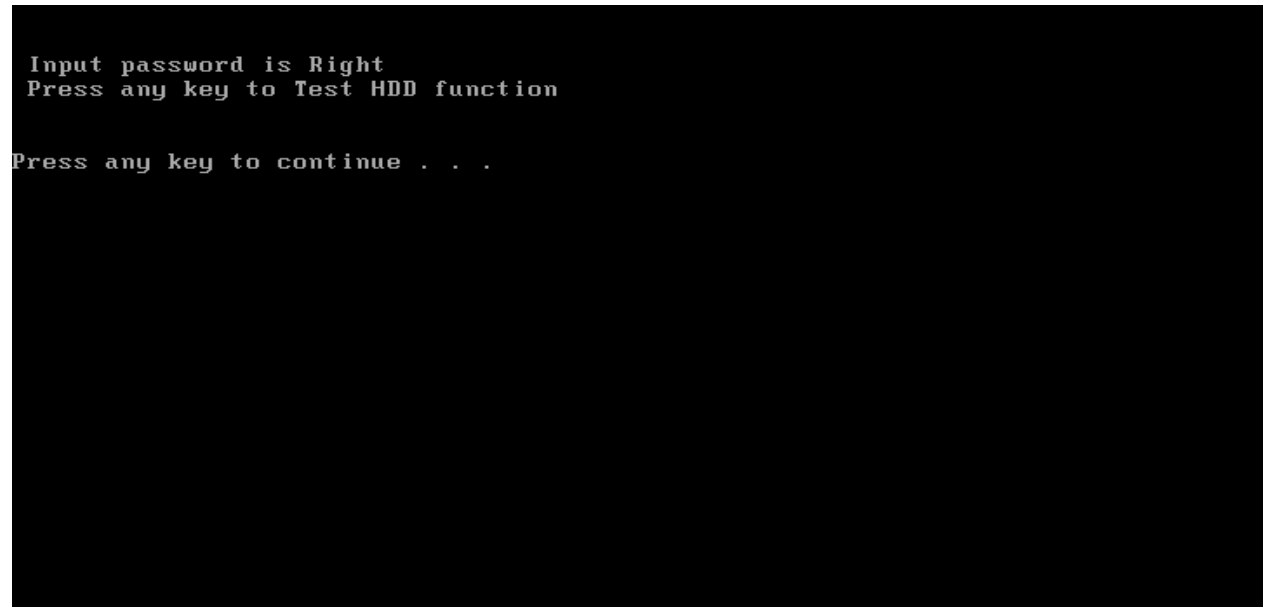 Input password is Right
Press any key to Test HDD function
Press any key to continue . . .